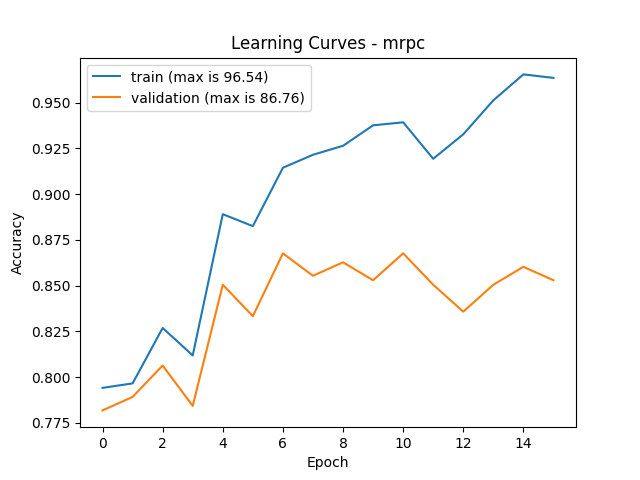 Learning Curves - mrpc
train (max is 96.54)
validation (max is 86.76)
Accuracy
0.950
0.925
0.900
0.875
0.850
0.825
0.800
0.775
0 2 4 6 8 10 12 14
Epoch